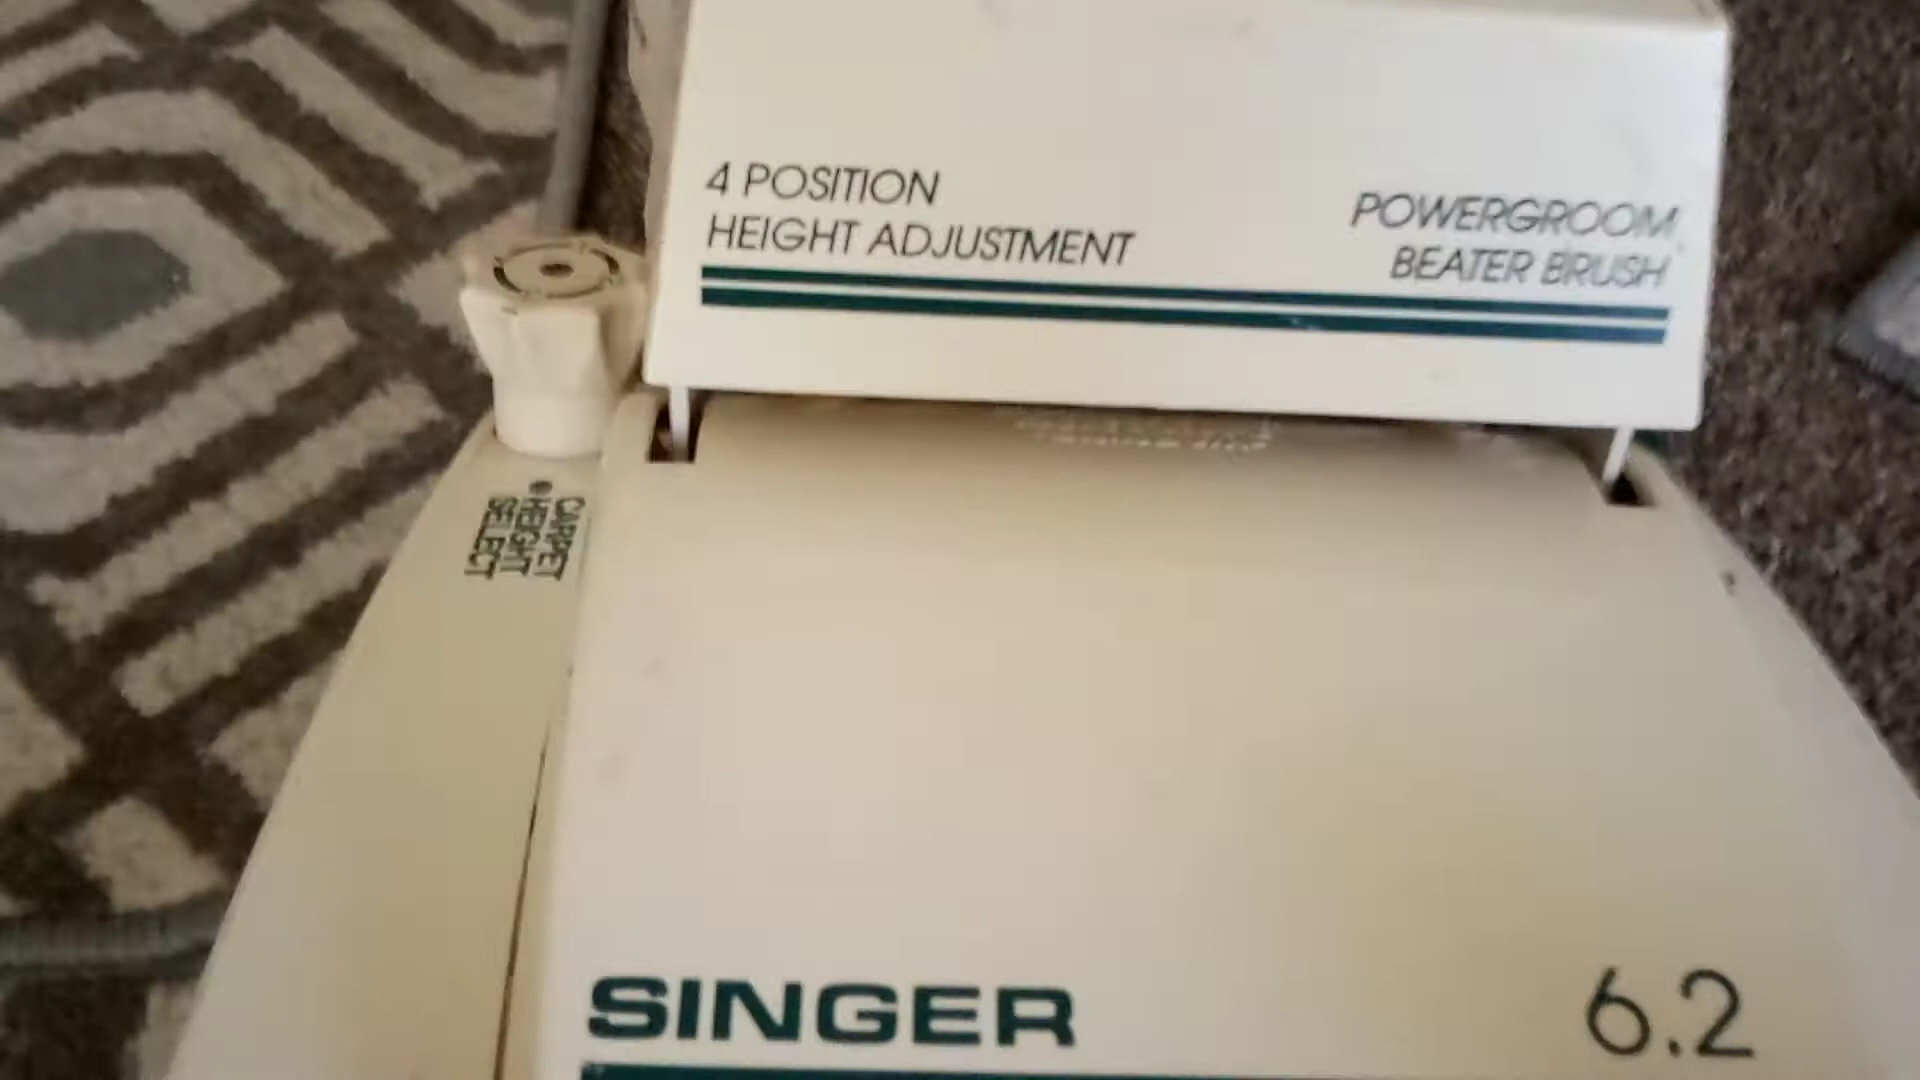 4 POSITION
HEIGHT ADJUSTMENT
POWERGROOM
BEATER BRUSH
CARPET
HEIGHT
SELECT
SINGER
6.2